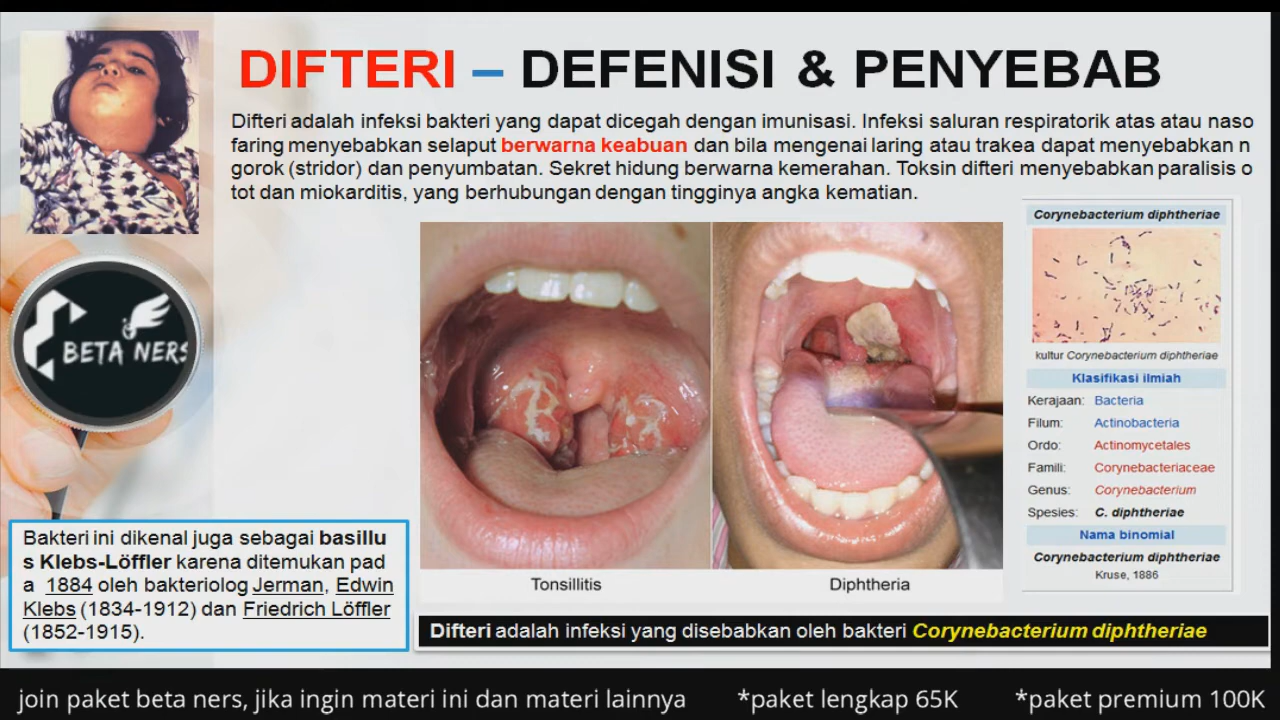 DIFTERI – DEFENISI & PENYEBAB
Difteri adalah infeksi bakteri yang dapat dicegah dengan imunisasi. Infeksi saluran respiratorik atas atau naso
faring menyebabkan selaput berwarna keabuan dan bila mengenai laring atau trakea dapat menyebabkan n
gorok (stridor) dan penyumbatan. Sekret hidung berwarna kemerahan. Toksin difteri menyebabkan paralisis o
tot dan miokarditis, yang berhubungan dengan tingginya angka kematian.
BETA NERS
Tonsillitis
Diphtheria
Corynebacterium diphtheriae
kultur Corynebacterium diphtheriae
Klasifikasi ilmiah
Kerajaan: Bacteria
Filum: Actinobacteria
Ordo: Actinomycetales
Famili: Corynebacteriaceae
Genus: Corynebacterium
Spesies: C. diphtheriae
Nama binomial
Corynebacterium diphtheriae
Kruse, 1886
Bakteri ini dikenal juga sebagai basillu
s Klebs-Löffler karena ditemukan pad
a 1884 oleh bakteriolog Jerman, Edwin
Klebs (1834-1912) dan Friedrich Löffler
(1852-1915).
Difteri adalah infeksi yang disebabkan oleh bakteri Corynebacterium diphtheriae
join paket beta ners, jika ingin materi ini dan materi lainnya *paket lengkap 65K *paket premium 100K